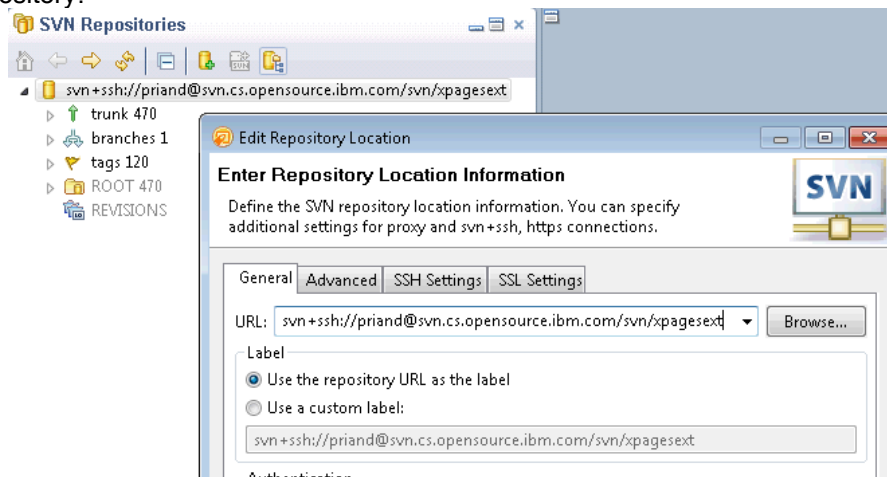 ository.
SVN Repositories
svn+ssh://priand@svn.cs.opensource.ibm.com/svn/xpagesext
trunk 470
branches 1
tags 120
ROOT 470
REVISIONS
Edit Repository Location
Enter Repository Location Information
SVN
Define the SVN repository location information. You can specify
additional settings for proxy and svn+ssh, https connections.
General Advanced SSH Settings SSL Settings
URL: svn+ssh://priand@svn.cs.opensource.ibm.com/svn/xpagesext Browse...
Label
Use the repository URL as the label
Use a custom label:
svn+ssh://priand@svn.cs.opensource.ibm.com/svn/xpagesext
Authentication